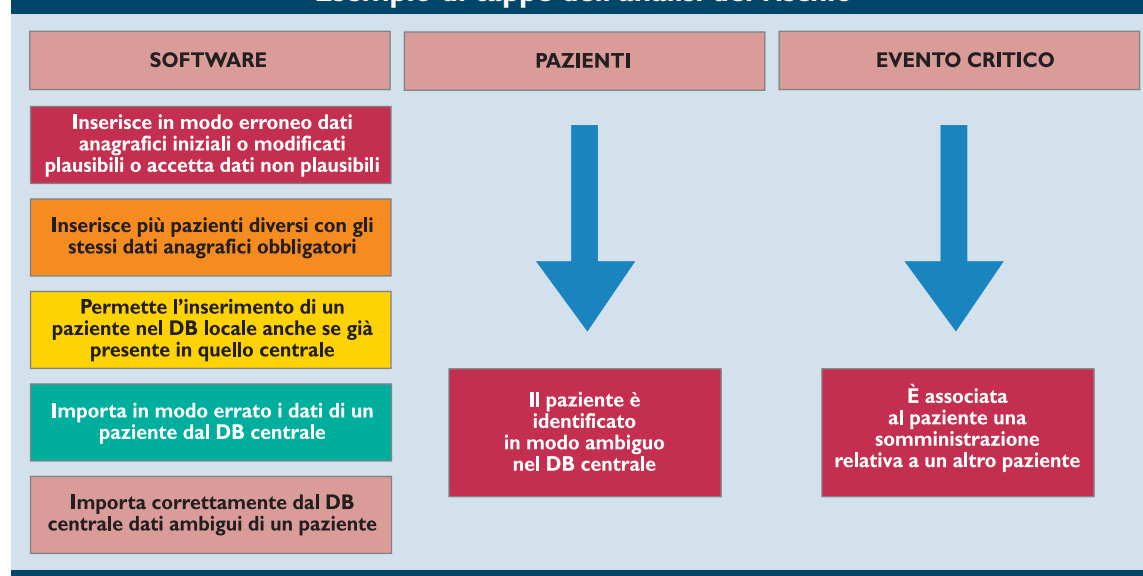 SOFTWARE
PAZIENTI
EVENTO CRITICO
Inserisce in modo erroneo dati
anagrafici iniziali o modificati
plausibili o accetta dati non plausibili
Inserisce più pazienti diversi con gli
stessi dati anagrafici obbligatori
Permette l'inserimento di un
paziente nel DB locale anche se già
presente in quello centrale
Importa in modo errato i dati di un
paziente dal DB centrale
Importa correttamente dal DB
centrale dati ambigui di un paziente
Il paziente è
identificato
in modo ambiguo
nel DB centrale
È associata
al paziente una
somministrazione
relativa a un altro paziente